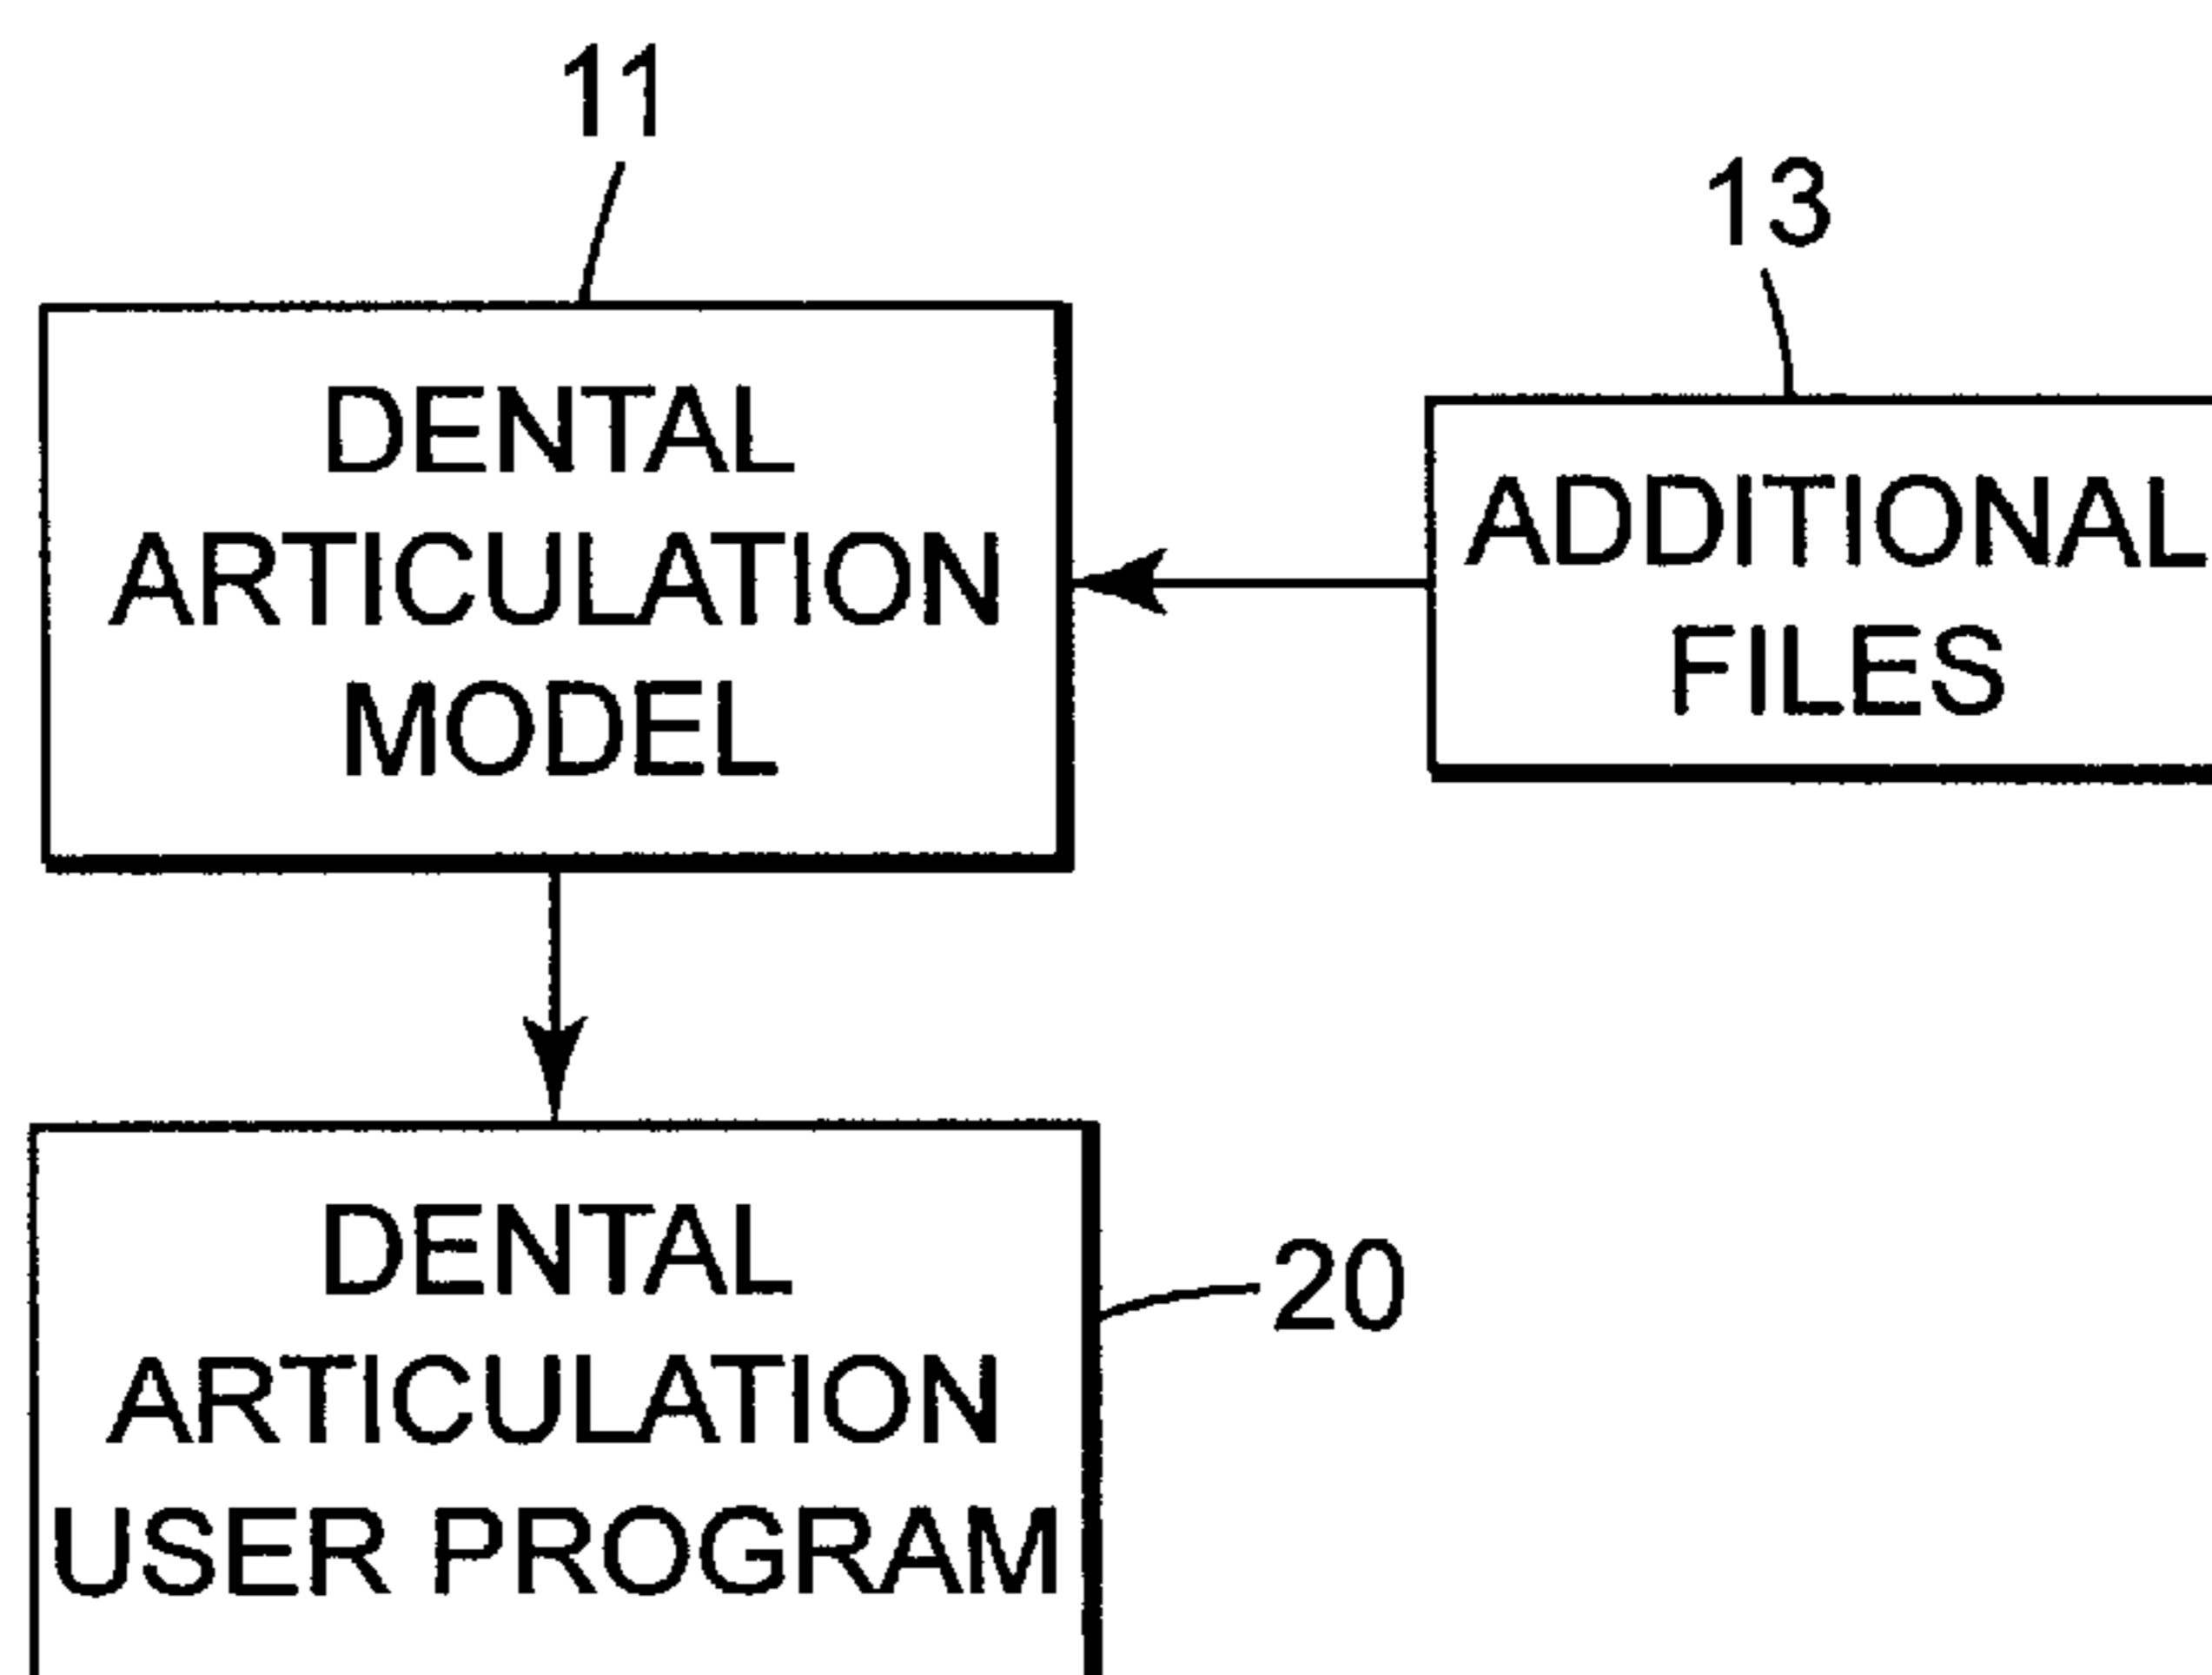 11
DENTAL
ARTICULATION
MODEL
13
ADDITIONAL
FILES
DENTAL
ARTICULATION
USER PROGRAM
20